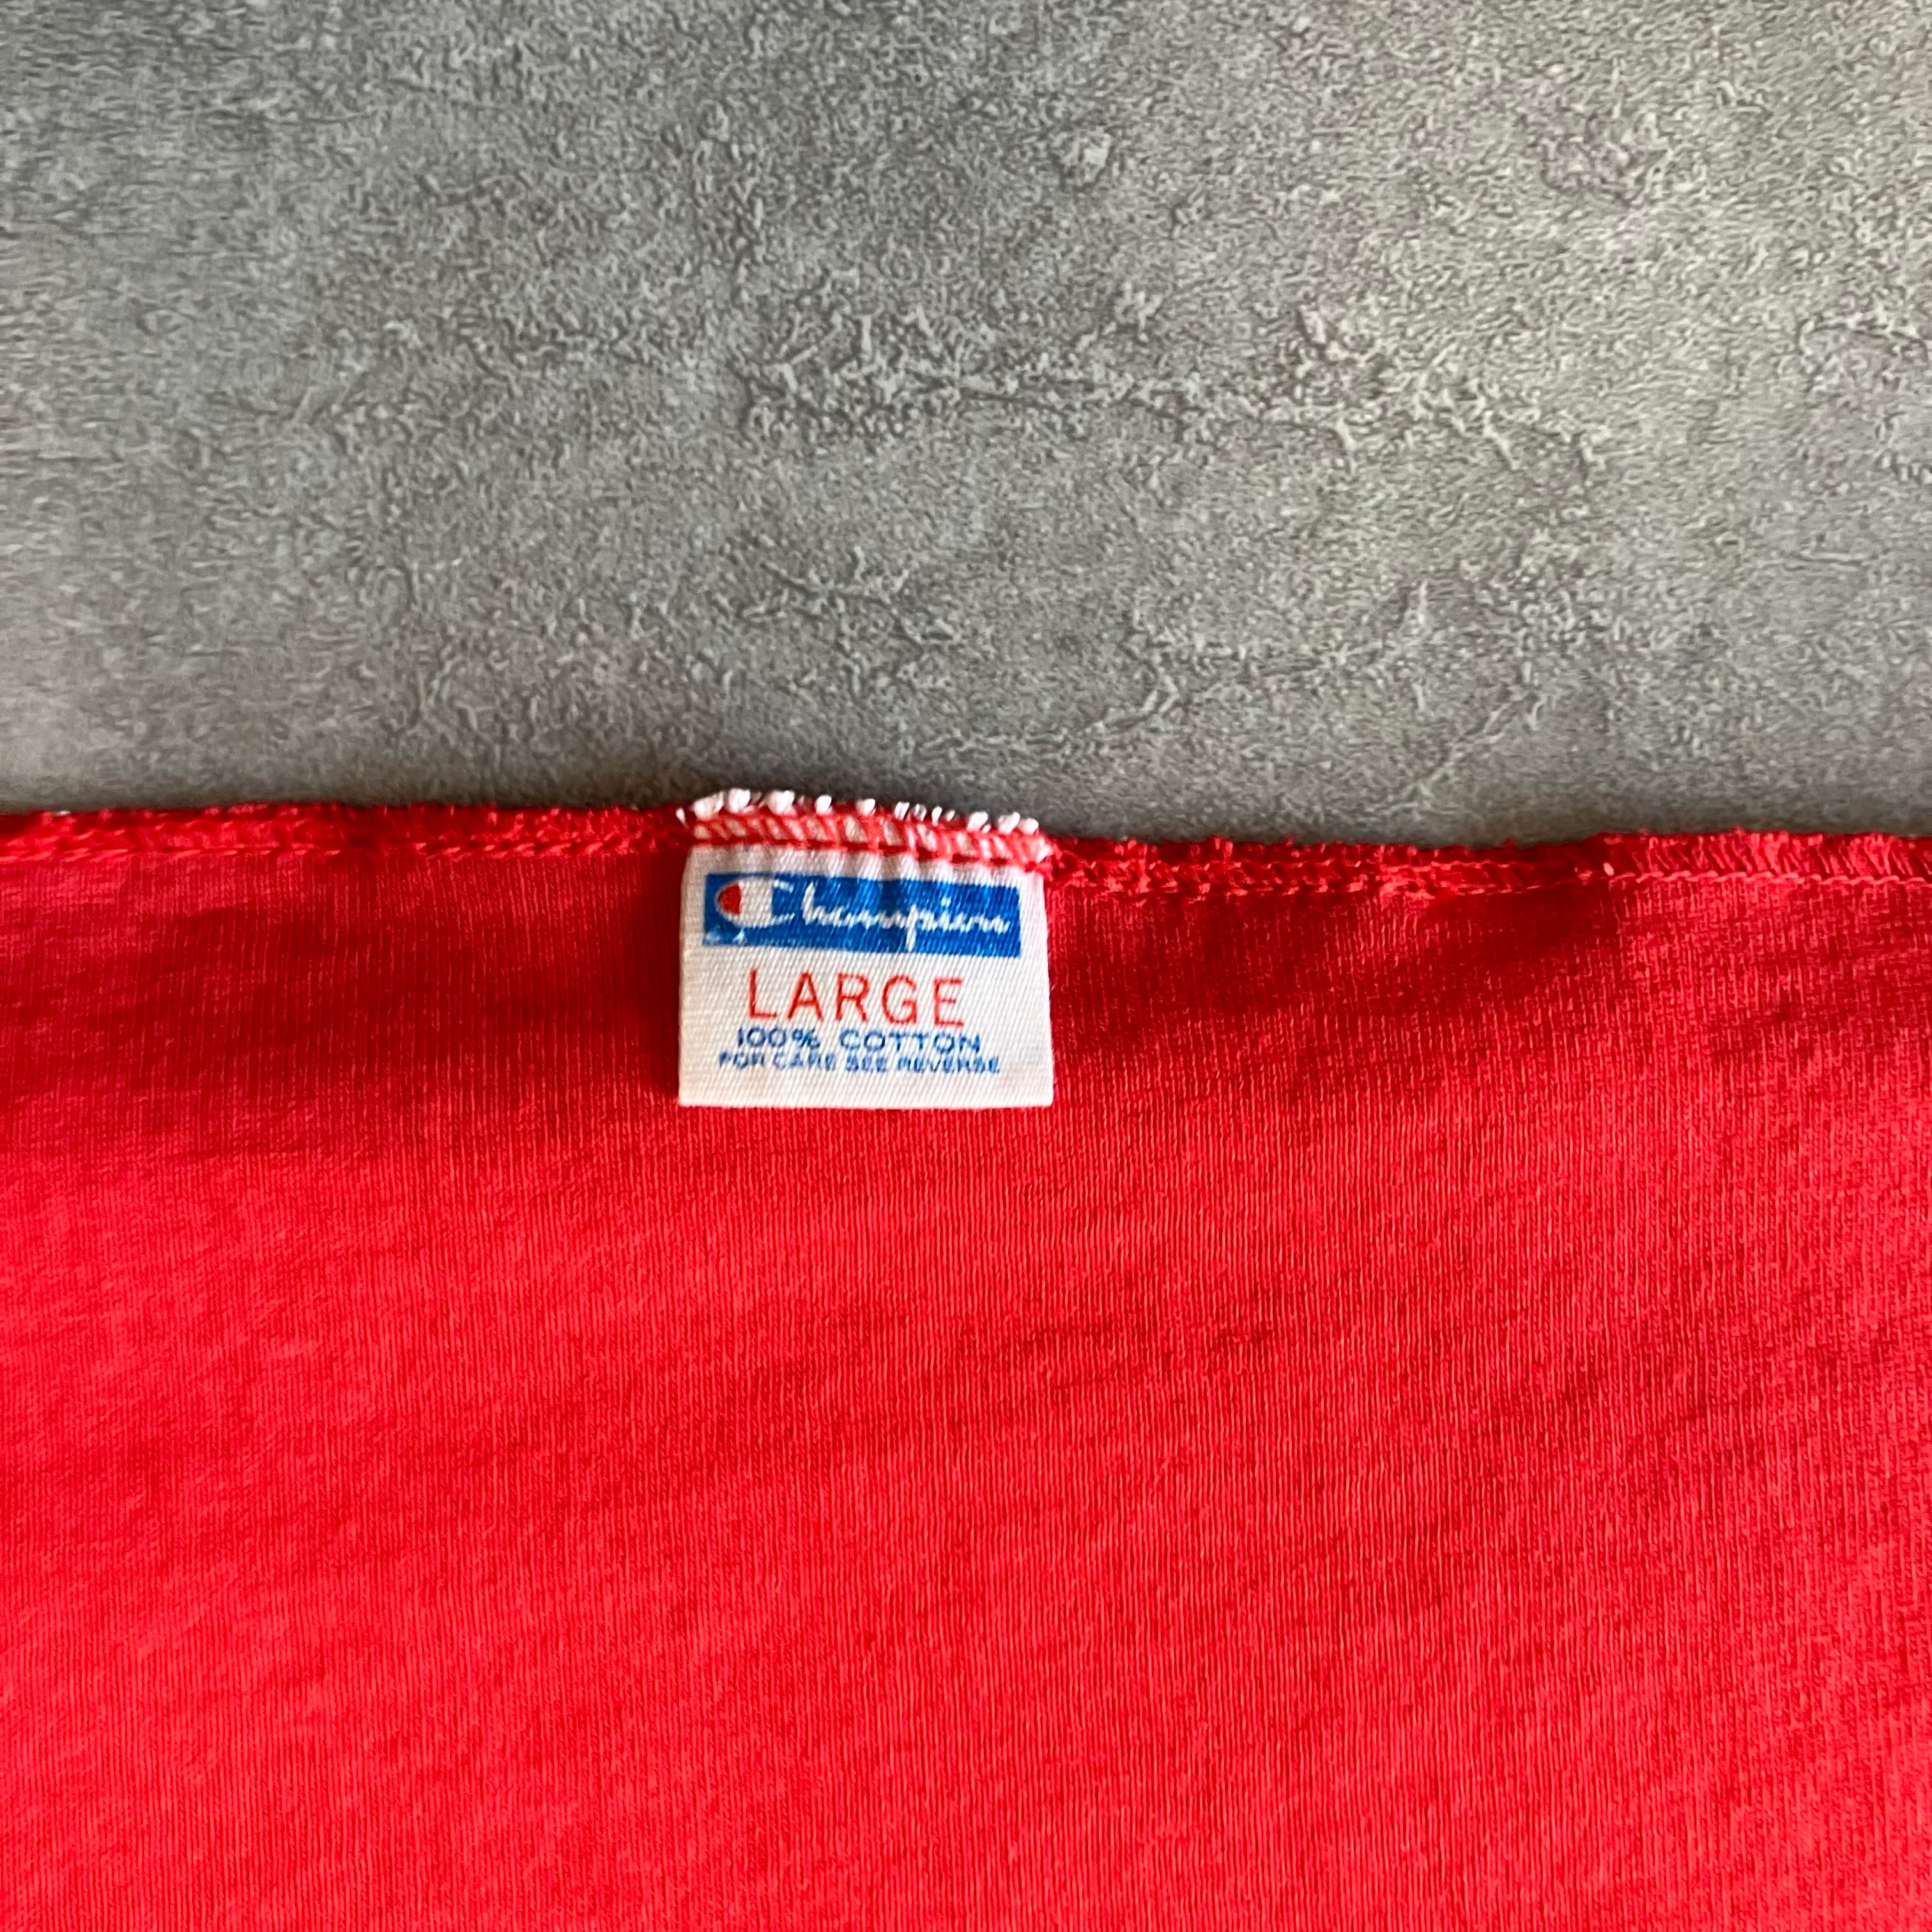 Champion
LARGE
100% COTTON
FOR CARE SEE REVERSE